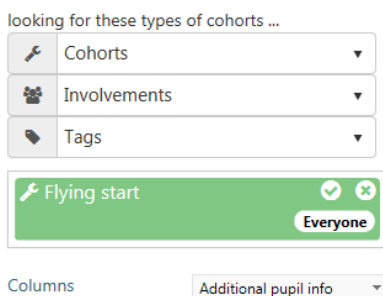 looking for these types of cohorts ...
Cohorts
Involvements
Tags
Flying start
Everyone
Columns Additional pupil info